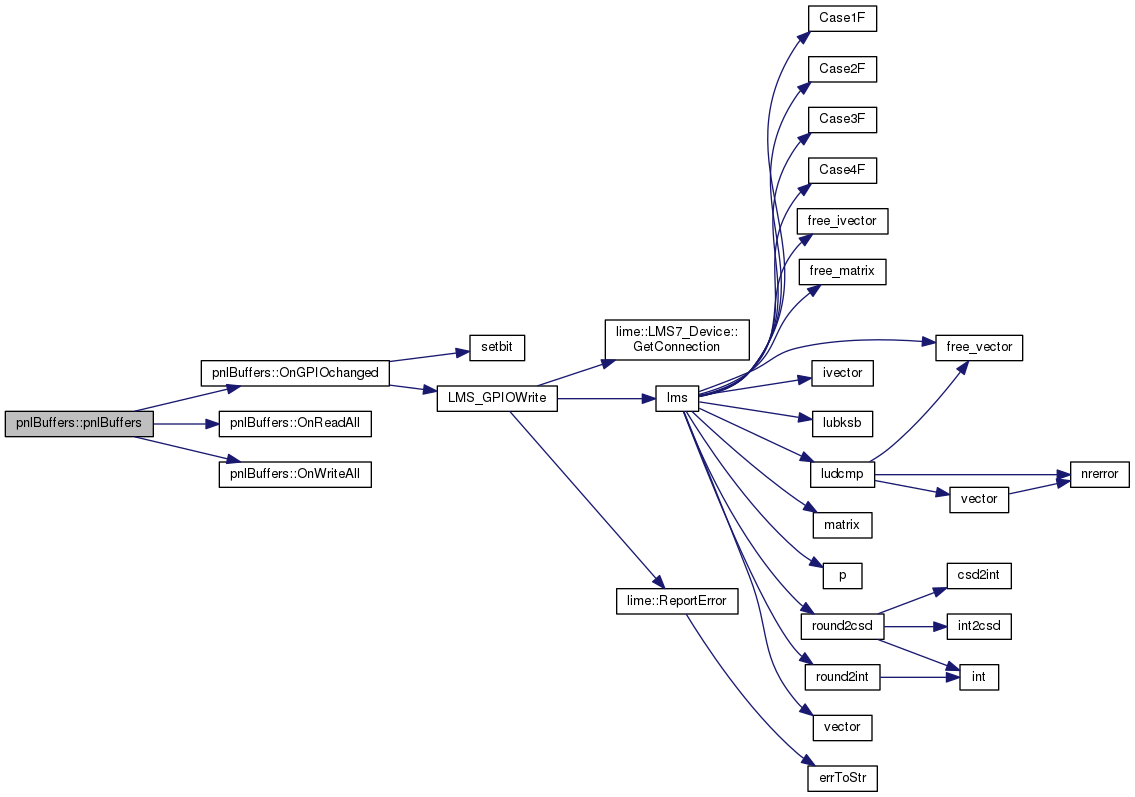 Case1F
Case2F
Case3F
Case4F
free_ivector
free_matrix
lime::LMS7_Device::
GetConnection
setbit
free_vector
pnlBuffers::OnGPIOchanged
ivector
LMS_GPIOWrite
lms
pnlBuffers::pnlBuffers
pnlBuffers::OnReadAll
lubksb
pnlBuffers::OnWriteAll
ludcmp
nrerror
vector
matrix
p
csd2int
lime::ReportError
round2csd
int2csd
round2int
int
vector
errToStr